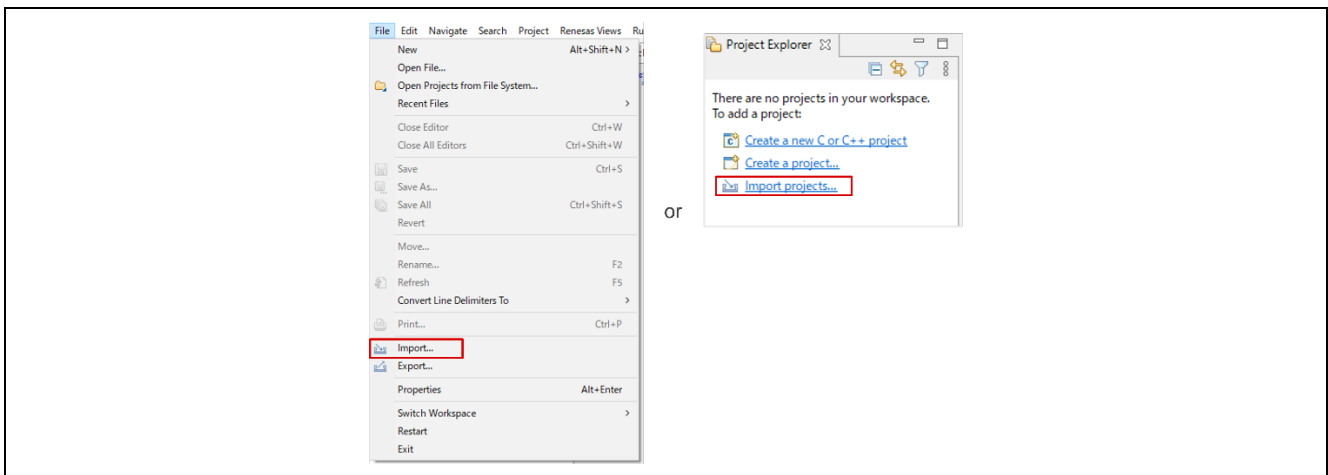 File Edit Navigate Search Project Renesas Views Ru
New Alt+Shift+N >
Open File...
Open Projects from File System...
Recent Files >
Close Editor Ctrl+W
Close All Editors Ctrl+Shift+W
Save Ctrl+S
Save As...
Save All Ctrl+Shift+S
Revert
Move...
Rename... F2
Refresh F5
Convert Line Delimiters To >
Print... Ctrl+P
Import...
Export...
Properties Alt+Enter
Switch Workspace >
Restart
Exit
or
Project Explorer
There are no projects in your workspace.
To add a project:
Create a new C or C++ project
Create a project...
Import projects...